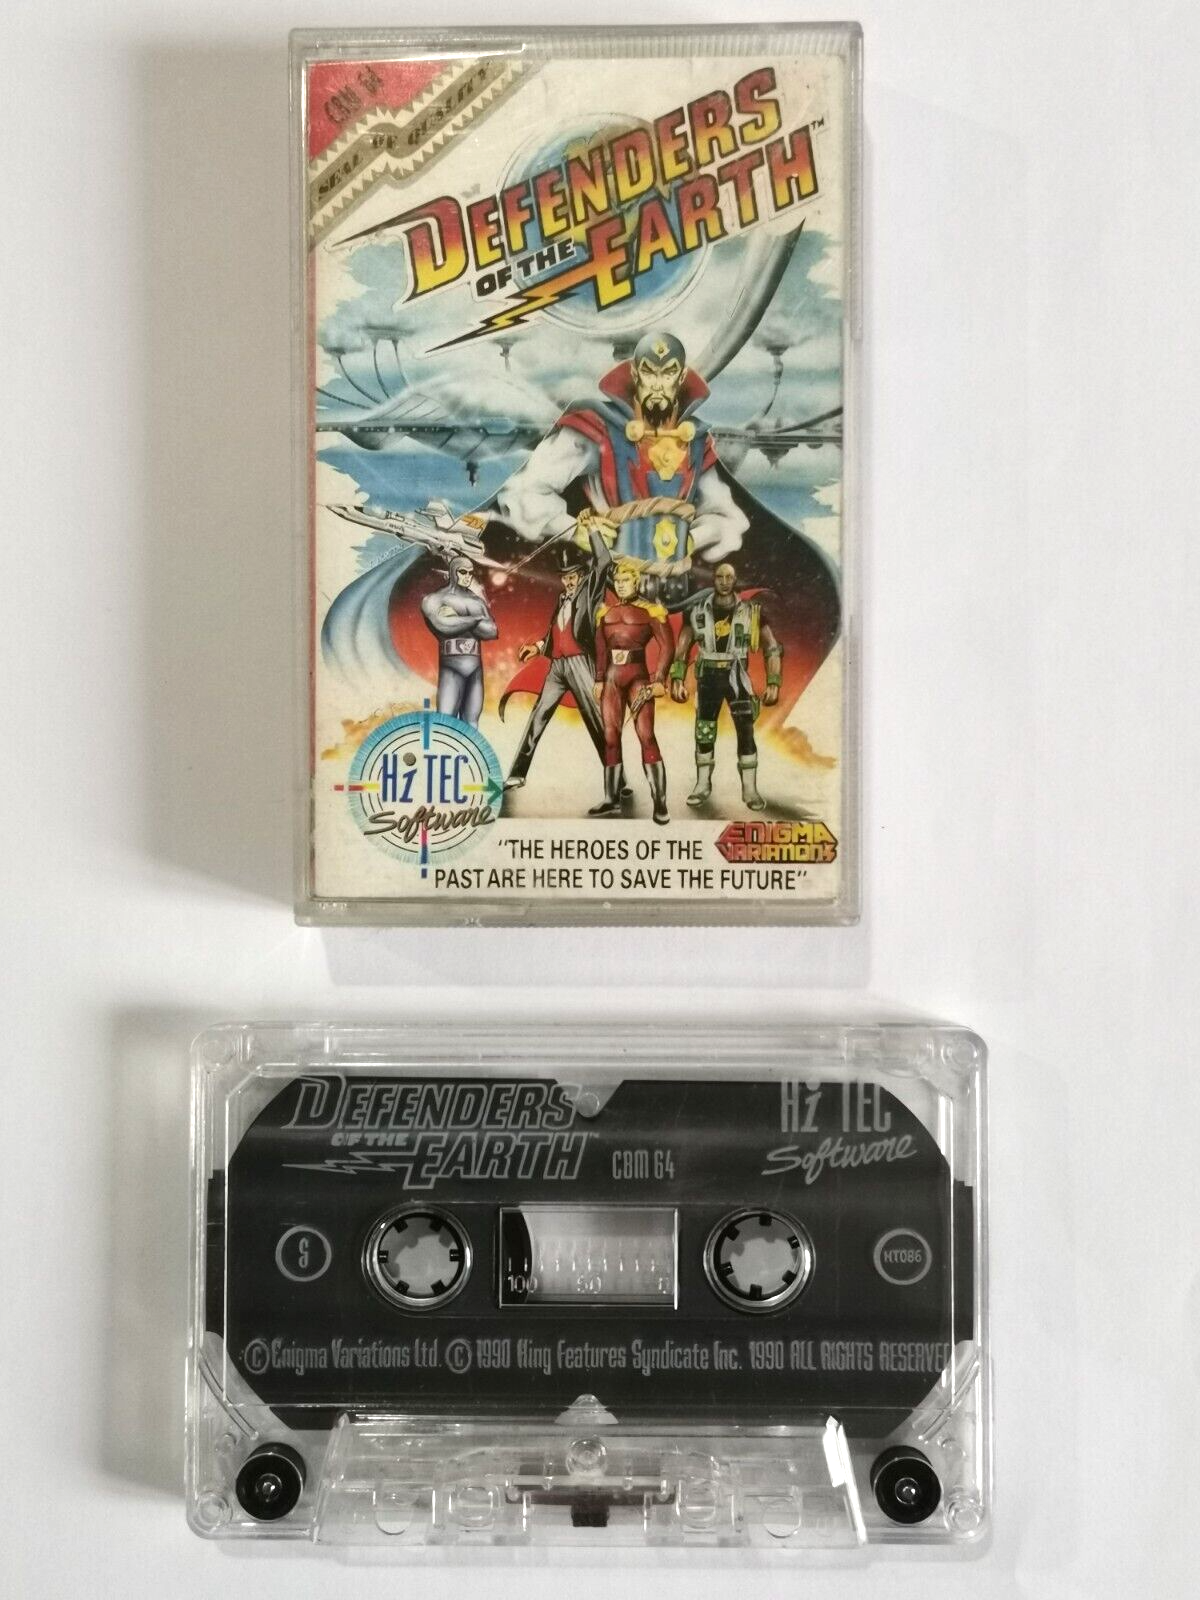 CBM 64
SEAL OF QUALITY
DEFENDERS
OF THE
EARTH™
Hi TEC
Software
"THE HEROES OF THE
PAST ARE HERE TO SAVE THE FUTURE"
ENIGMA
VARIATIONS
DEFENDERS
OF THE
EARTH™
CBM 64
Hi TEC
Software
HT086
100 50 0
© Enigma Variations Ltd. © 1990 King Features Syndicate Inc. 1990 ALL RIGHTS RESERVED